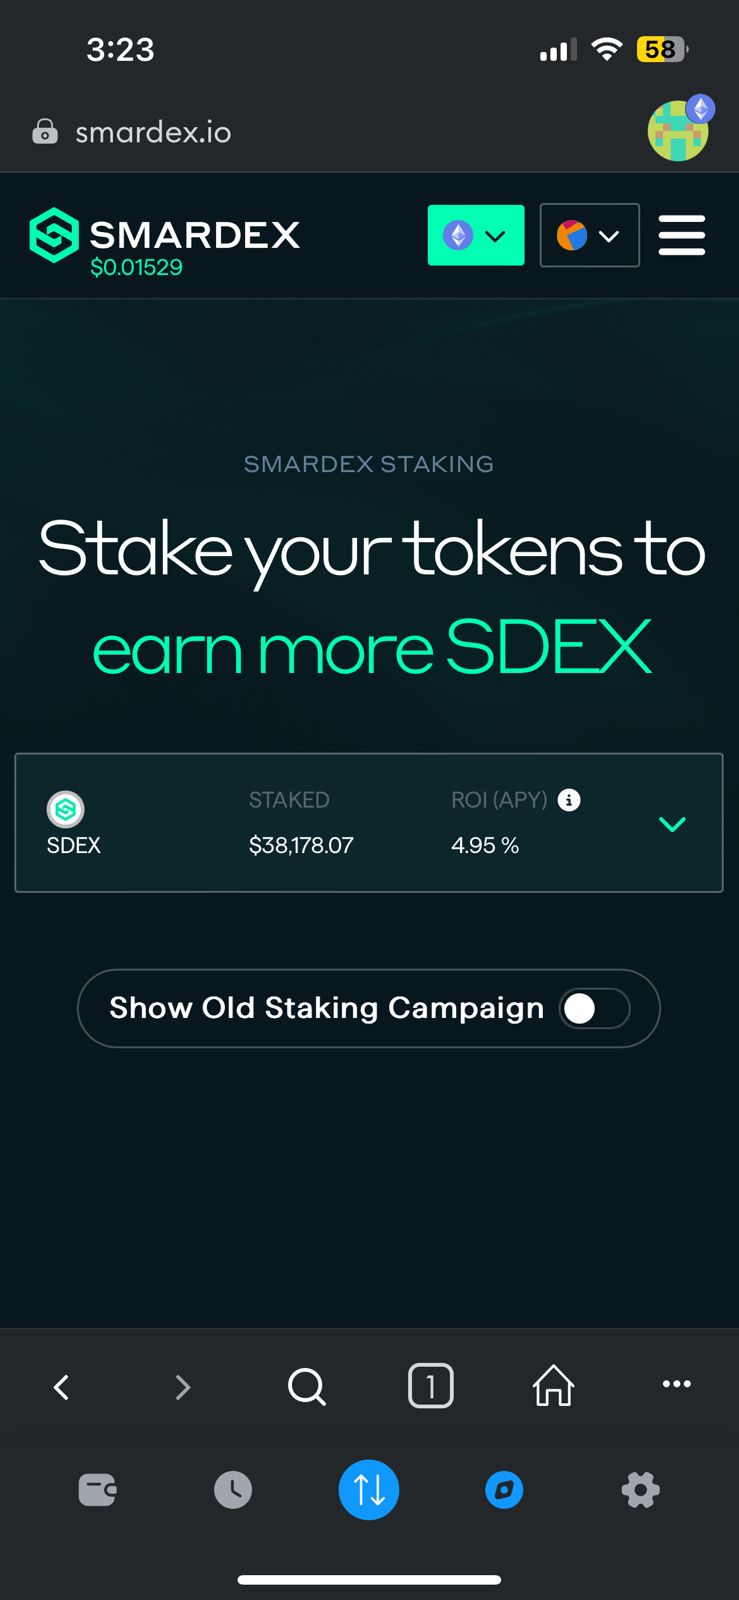 3:23
58
smardex.io
SMARDEX
$0.01529
SMARDEX STAKING
Stake your tokens to
earn more SDEX
STAKED
ROI (APY)
SDEX
$38,178.07
4.95 %
Show Old Staking Campaign
1